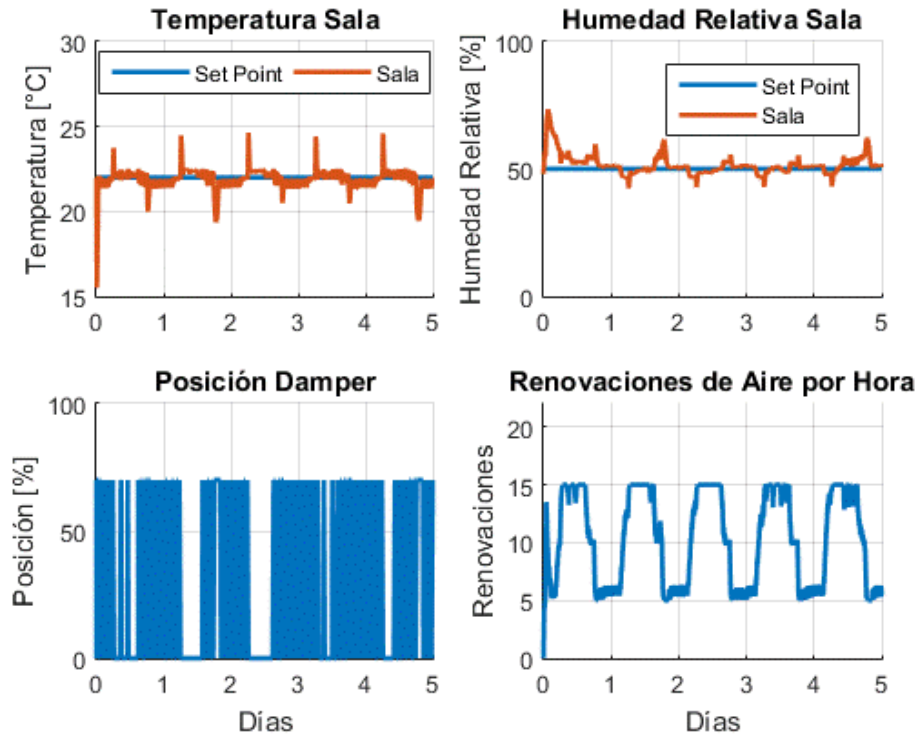 Temperatura Sala
Temperatura [°C]
30
25
20
15
Set Point Sala
0 1 2 3 4 5
Humedad Relativa Sala
Humedad Relativa [%]
100
50
0
Set Point
Sala
0 1 2 3 4 5
Posición Damper
Posición [%]
100
50
0
0 1 2 3 4 5
Días
Renovaciones de Aire por Hora
Renovaciones
20
15
10
5
0
0 1 2 3 4 5
Días